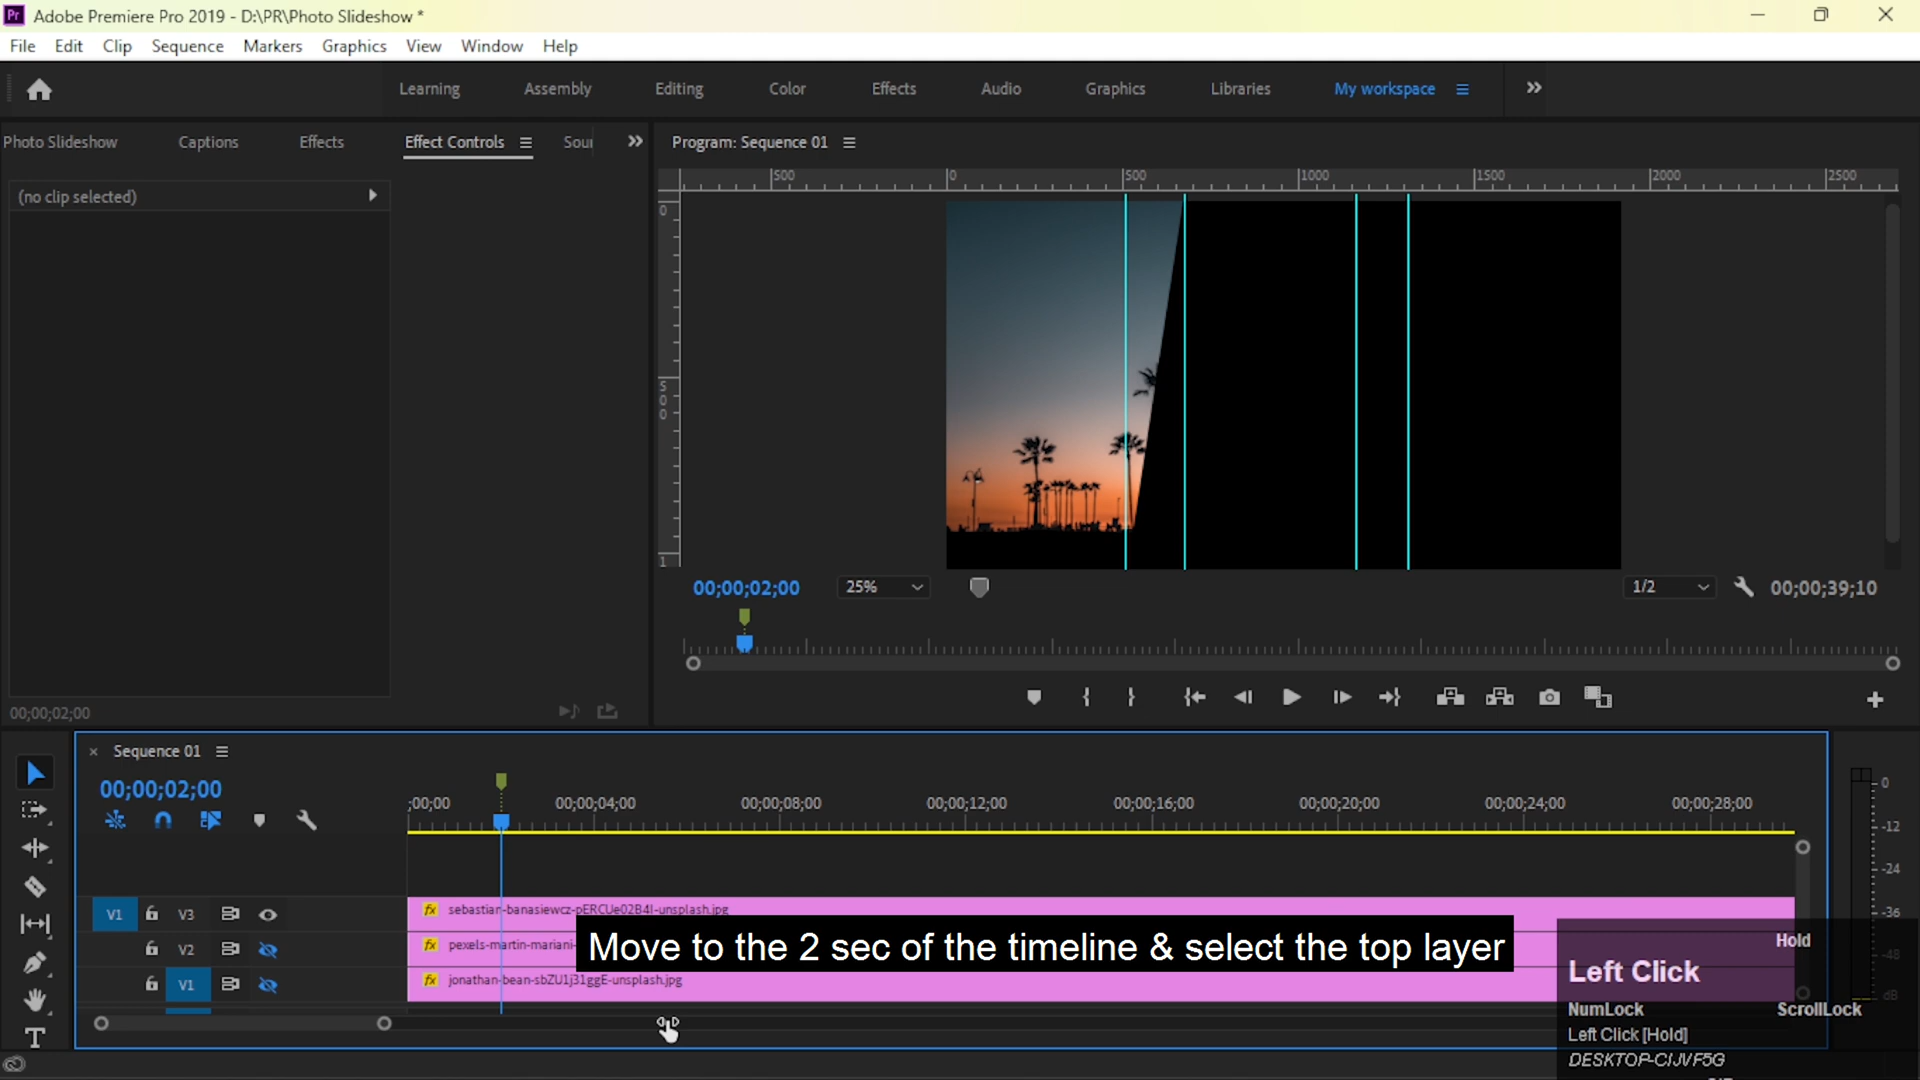 Pr Adobe Premiere Pro 2019 - D:\PR\Photo Slideshow *
File Edit Clip Sequence Markers Graphics View Window Help
Learning Assembly Editing Color Effects Audio Graphics Libraries My workspace
Photo Slideshow Captions Effects Effect Controls Sou Program: Sequence 01
(no clip selected)
500 0 500 1000 1500 2000 2500
0
500
1
00;00;02;00 25% 1/2 00;00;39;10
00;00;02;00
Sequence 01
00;00;02;00
;00;00 00;00;04;00 00;00;08;00 00;00;12;00 00;00;16;00 00;00;20;00 00;00;24;00 00;00;28;00
0
-12
-24
-36
-48
dB
V1 V3 fx sebastian-banasiewcz-pERCUe02B4I-unsplash.jpg
V2 fx pexels-martin-mariani-
V1 fx jonathan-bean-sbZU1j31ggE-unsplash.jpg
Move to the 2 sec of the timeline & select the top layer
Hold
Left Click
NumLock ScrollLock
Left Click [Hold]
DESKTOP-CIJVF5G